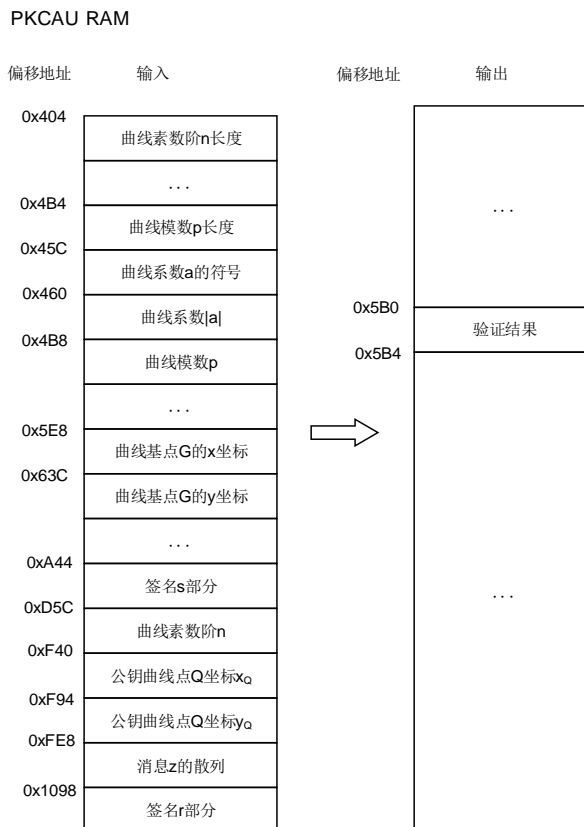 PKCAU RAM
偏移地址 输入 偏移地址 输出
0x404
曲线素数阶n长度
...
0x4B4
曲线模数p长度
0x45C
曲线系数a的符号
0x460
曲线系数|a|
0x4B8
曲线模数p
...
0x5E8
曲线基点G的x坐标
0x63C
曲线基点G的y坐标
...
0xA44
签名s部分
0xD5C
曲线素数阶n
0xF40
公钥曲线点Q坐标xQ
0xF94
公钥曲线点Q坐标yQ
0xFE8
消息z的散列
0x1098
签名r部分
...
0x5B0
验证结果
0x5B4
...